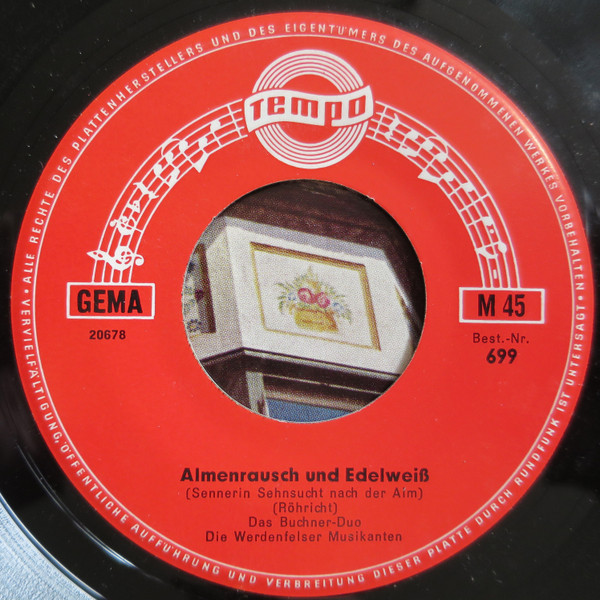 • ALLE RECHTE DES PLATTENHERSTELLERS UND DES EIGENTÜMERS DES AUFGENOMMENEN WERKES VORBEHALTEN •
VERVIELFÄLTIGUNG, ÖFFENTLICHE AUFFÜHRUNG UND VERBREITUNG DIESER PLATTE DURCH RUNDFUNK IST UNTERSAGT
Tempo
GEMA
M 45
20678
Best.-Nr.
699
Almenrausch und Edelweiß
(Sennerin Sehnsucht nach der Aim)
(Röhricht)
Das Buchner-Duo
Die Werdenfelser Musikanten